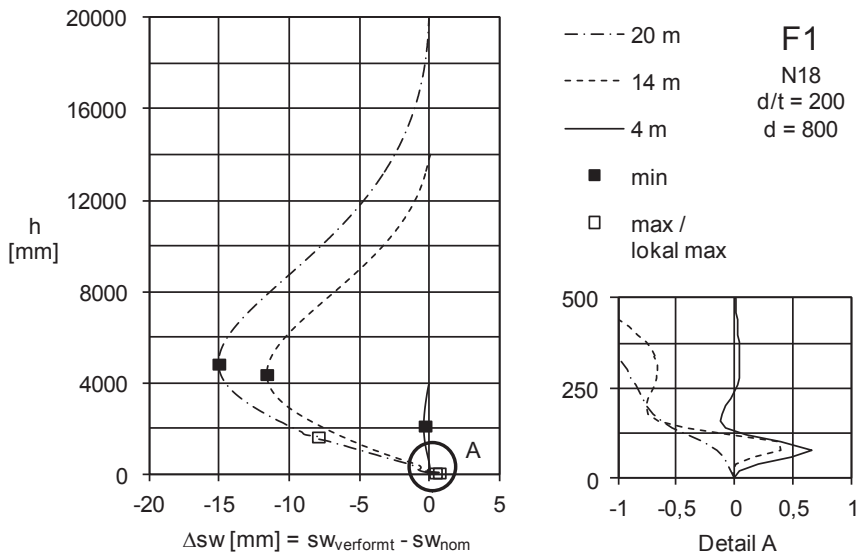 20000
16000
12000
8000
4000
0
h
[mm]
-20 -15 -10 -5 0 5
Δsw [mm] = sw_verformt - sw_nom
A
20 m
14 m
4 m
min
max /
lokal max
F1
N18
d/t = 200
d = 800
500
250
0
-1 -0,5 0 0,5 1
Detail A